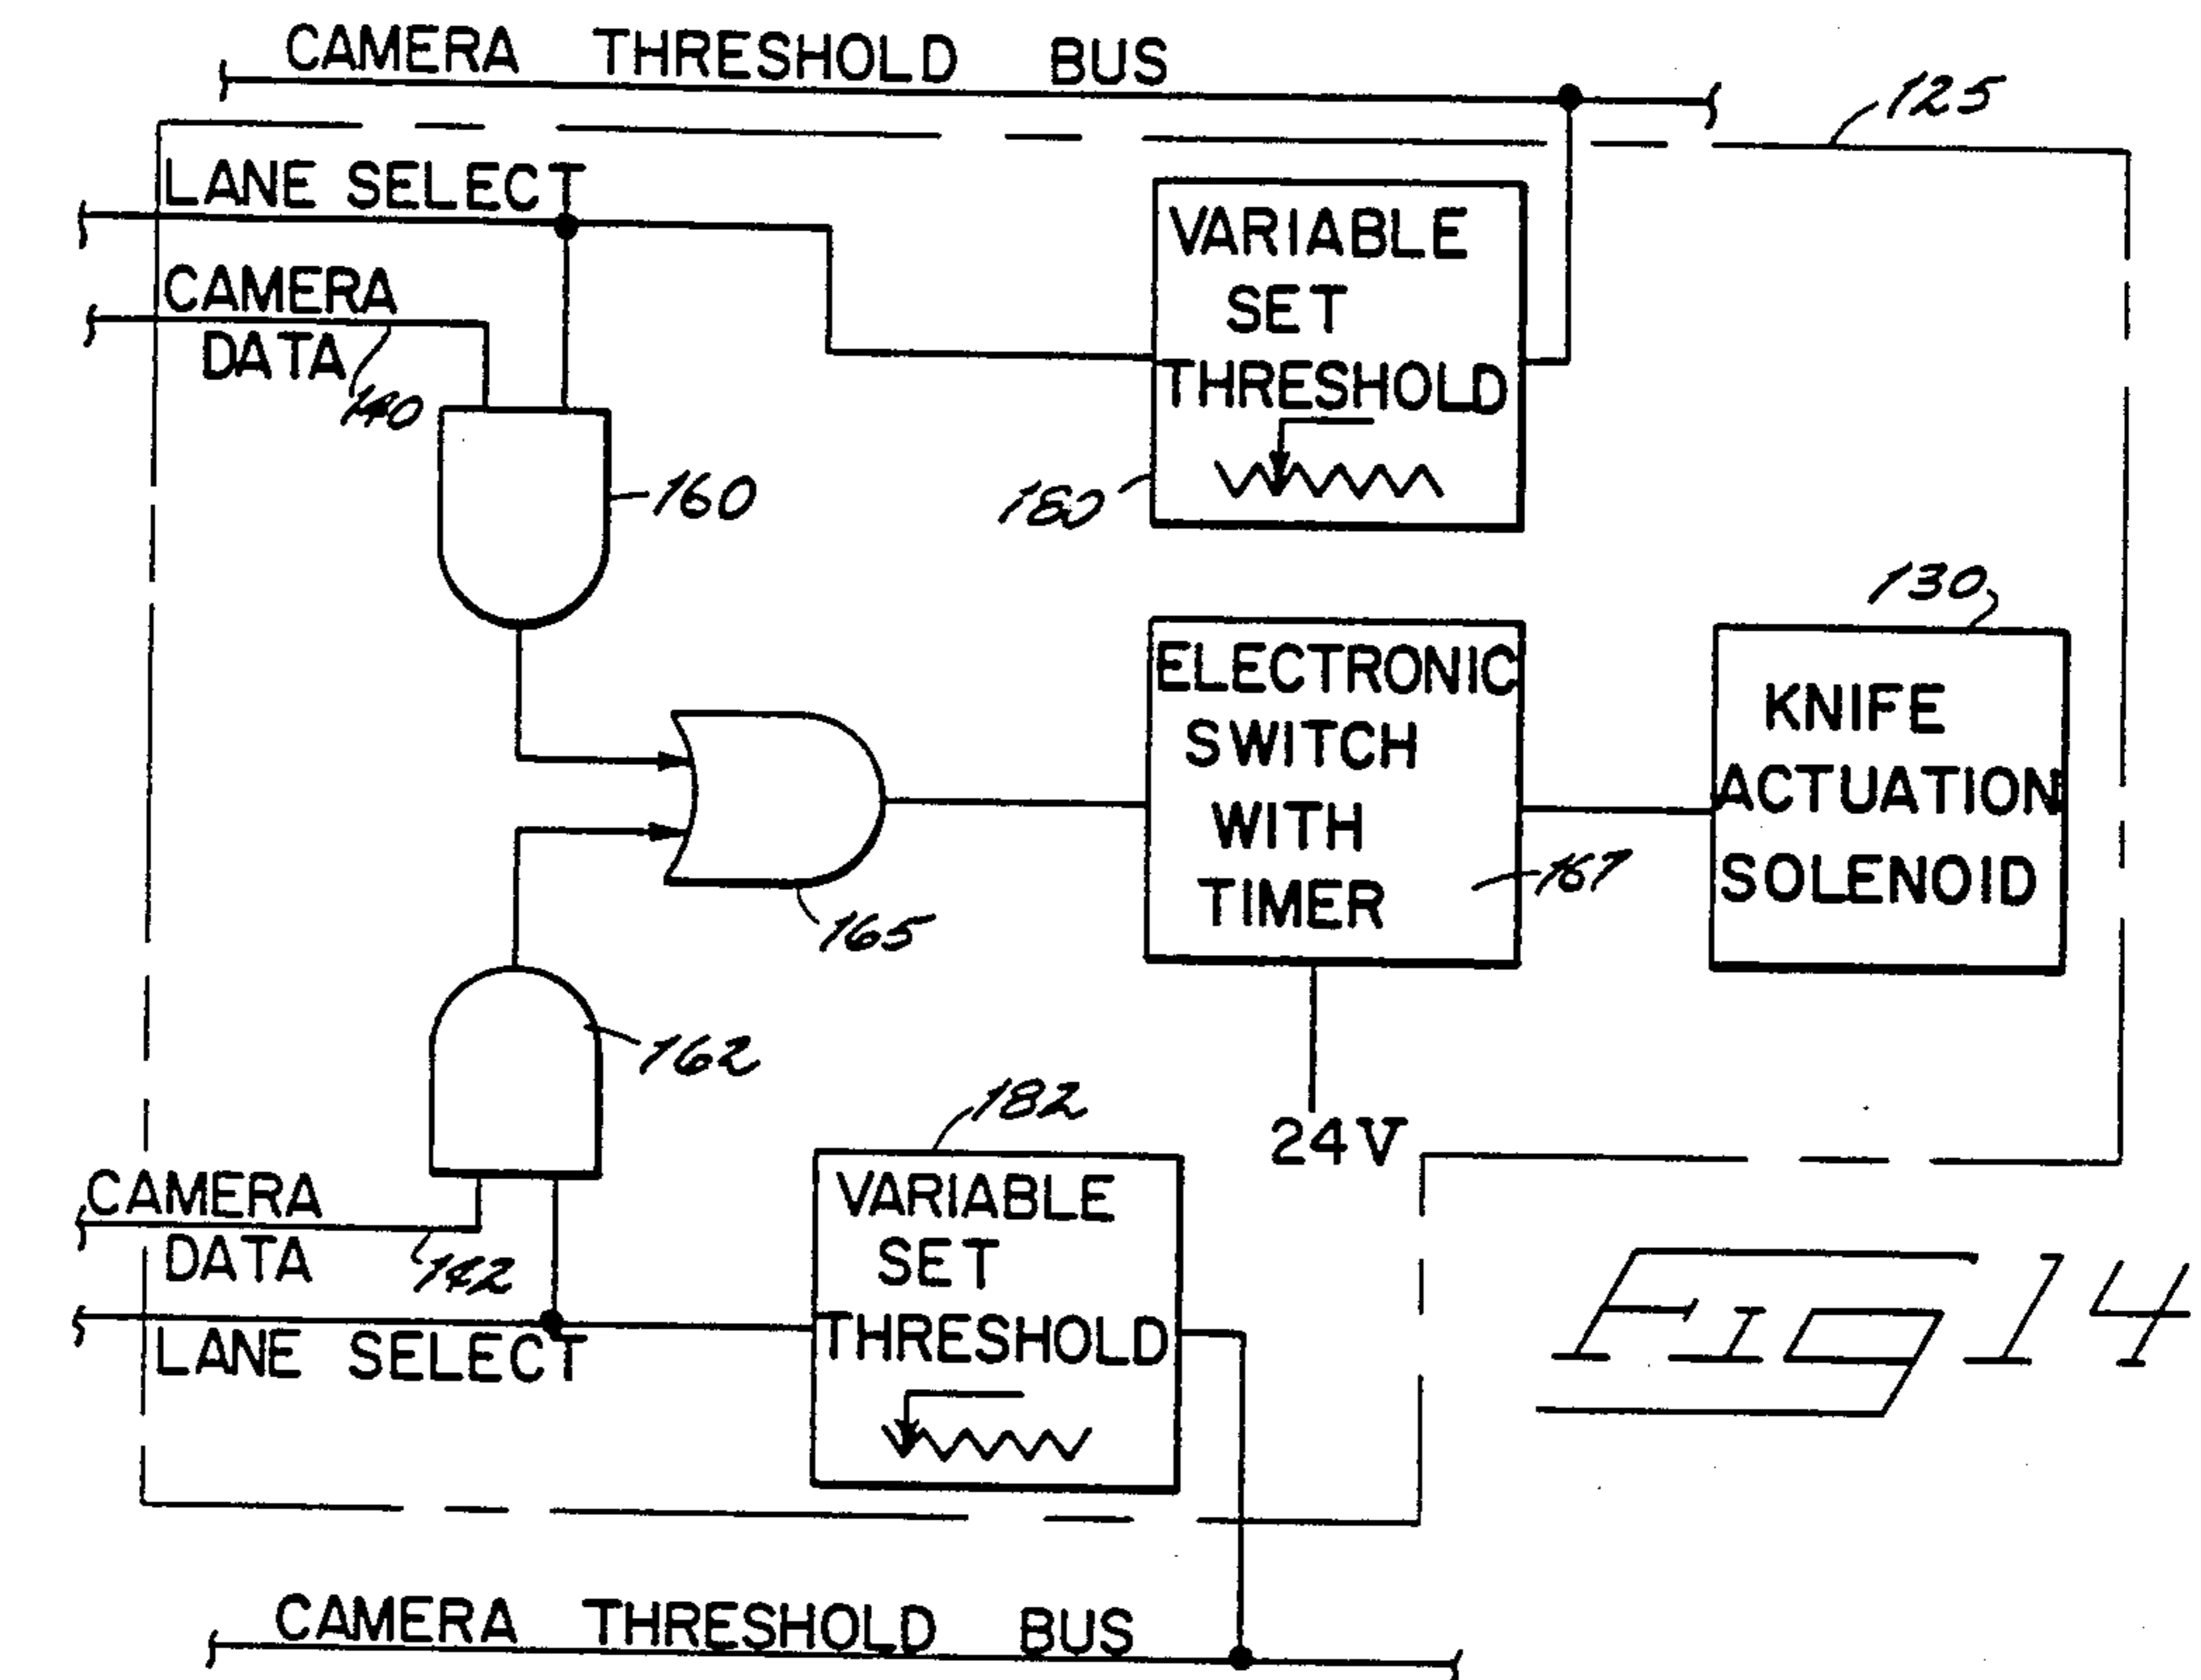 CAMERA THRESHOLD BUS
125
LANE SELECT
CAMERA
DATA
140
VARIABLE
SET
THRESHOLD
160
180
130
ELECTRONIC
SWITCH
WITH
TIMER
167
KNIFE
ACTUATION
SOLENOID
165
162
182
24V
CAMERA
DATA
142
VARIABLE
SET
THRESHOLD
LANE SELECT
FIG 14
CAMERA THRESHOLD BUS